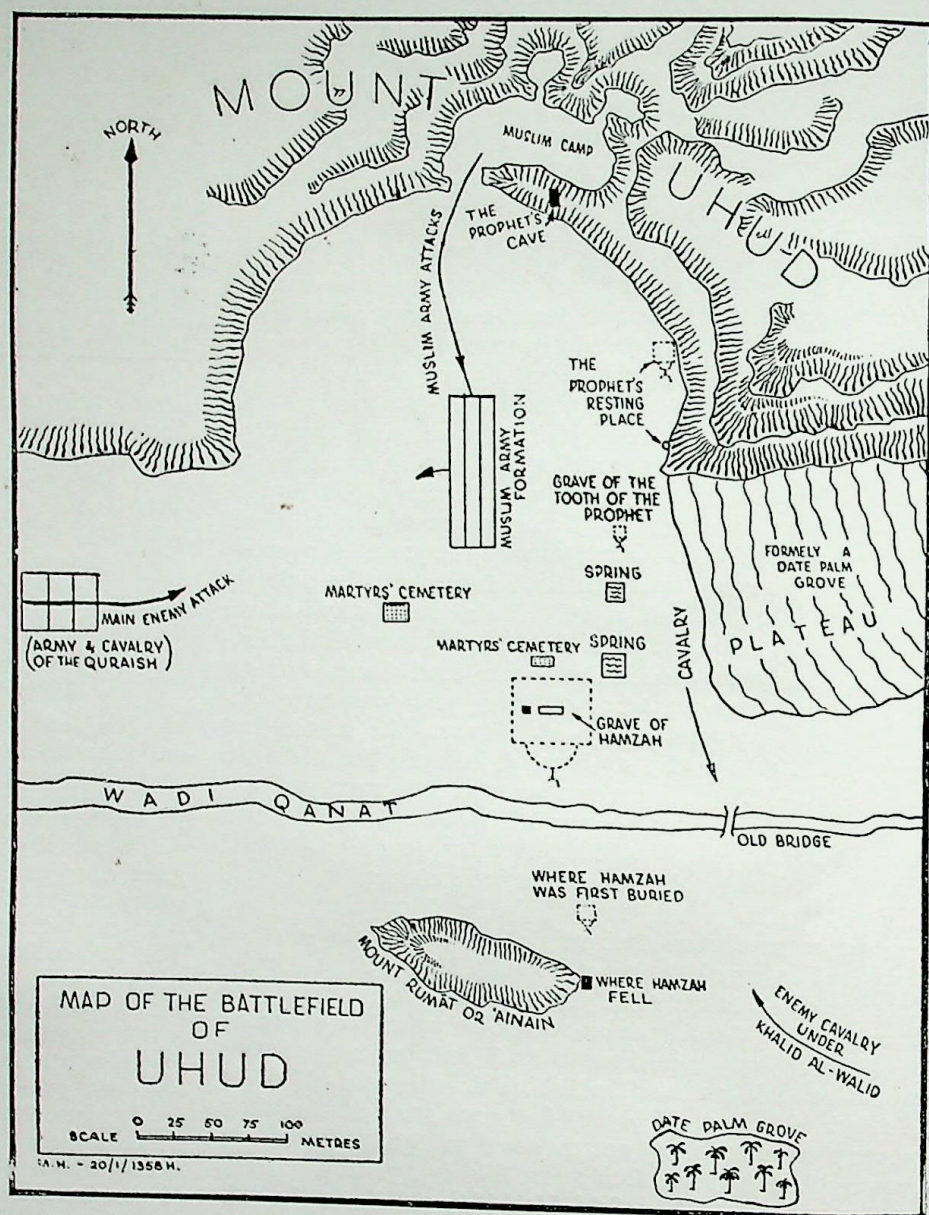 MOUNT
UHUD
NORTH
MUSLIM CAMP
THE
PROPHET'S
CAVE
MUSLIM ARMY ATTACKS
MUSLIM ARMY
FORMATION
THE
PROPHET'S
RESTING
PLACE
GRAVE OF THE
TOOTH OF THE
PROPHET
FORMELY A
DATE PALM
GROVE
PLATEAU
SPRING
MAIN ENEMY ATTACK
(ARMY & CAVALRY)
(OF THE QURAISH)
MARTYRS' CEMETERY
MARTYRS' CEMETERY
SPRING
CAVALRY
GRAVE OF
HAMZAH
WADI QANAT
OLD BRIDGE
WHERE HAMZAH
WAS FIRST BURIED
MOUNT RUMĀT OR 'AINAIN
WHERE HAMZAH
FELL
ENEMY CAVALRY
UNDER
KHALID AL-WALID
DATE PALM GROVE
MAP OF THE BATTLEFIELD
OF
UHUD
0 25 50 75 100
SCALE METRES
A.H. - 20/1/1358 H.